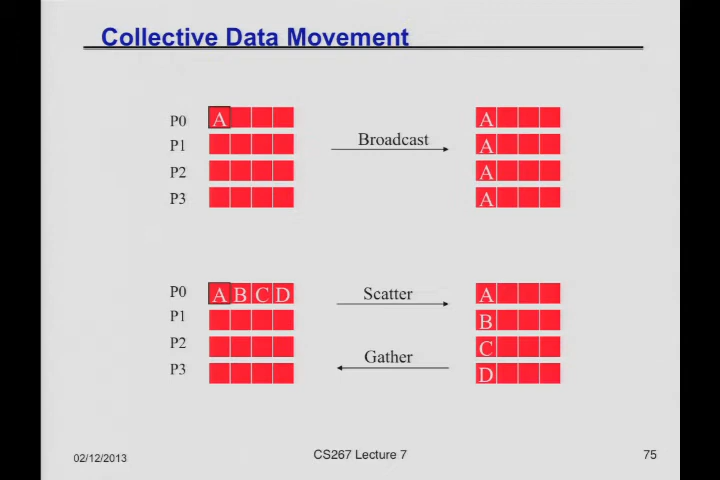 Collective Data Movement
P0 A A
P1 Broadcast A
P2 A
P3 A
P0 A B C D Scatter A
P1 B
P2 Gather C
P3 D
02/12/2013 CS267 Lecture 7 75